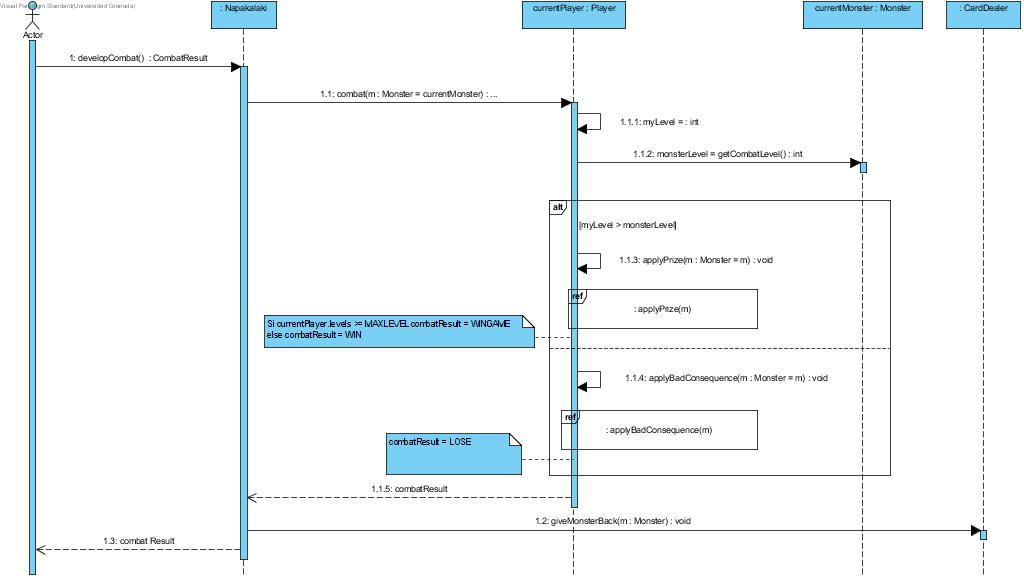 Visual Paradigm Standard(Universidad Granada)
Actor
: Napakalaki
currentPlayer : Player
currentMonster : Monster
: CardDealer
1: developCombat() : CombatResult
1.1: combat(m : Monster = currentMonster) : ...
1.1.1: myLevel = : int
1.1.2: monsterLevel = getCombatLevel() : int
alt
[myLevel > monsterLevel]
1.1.3: applyPrize(m : Monster = m) : void
ref
: applyPrize(m)
Si currentPlayer.levels >= MAXLEVEL combatResult = WINGAME
else combatResult = WIN
1.1.4: applyBadConsequence(m : Monster = m) : void
ref
: applyBadConsequence(m)
combatResult = LOSE
1.1.5: combatResult
1.2: giveMonsterBack(m : Monster) : void
1.3: combat Result